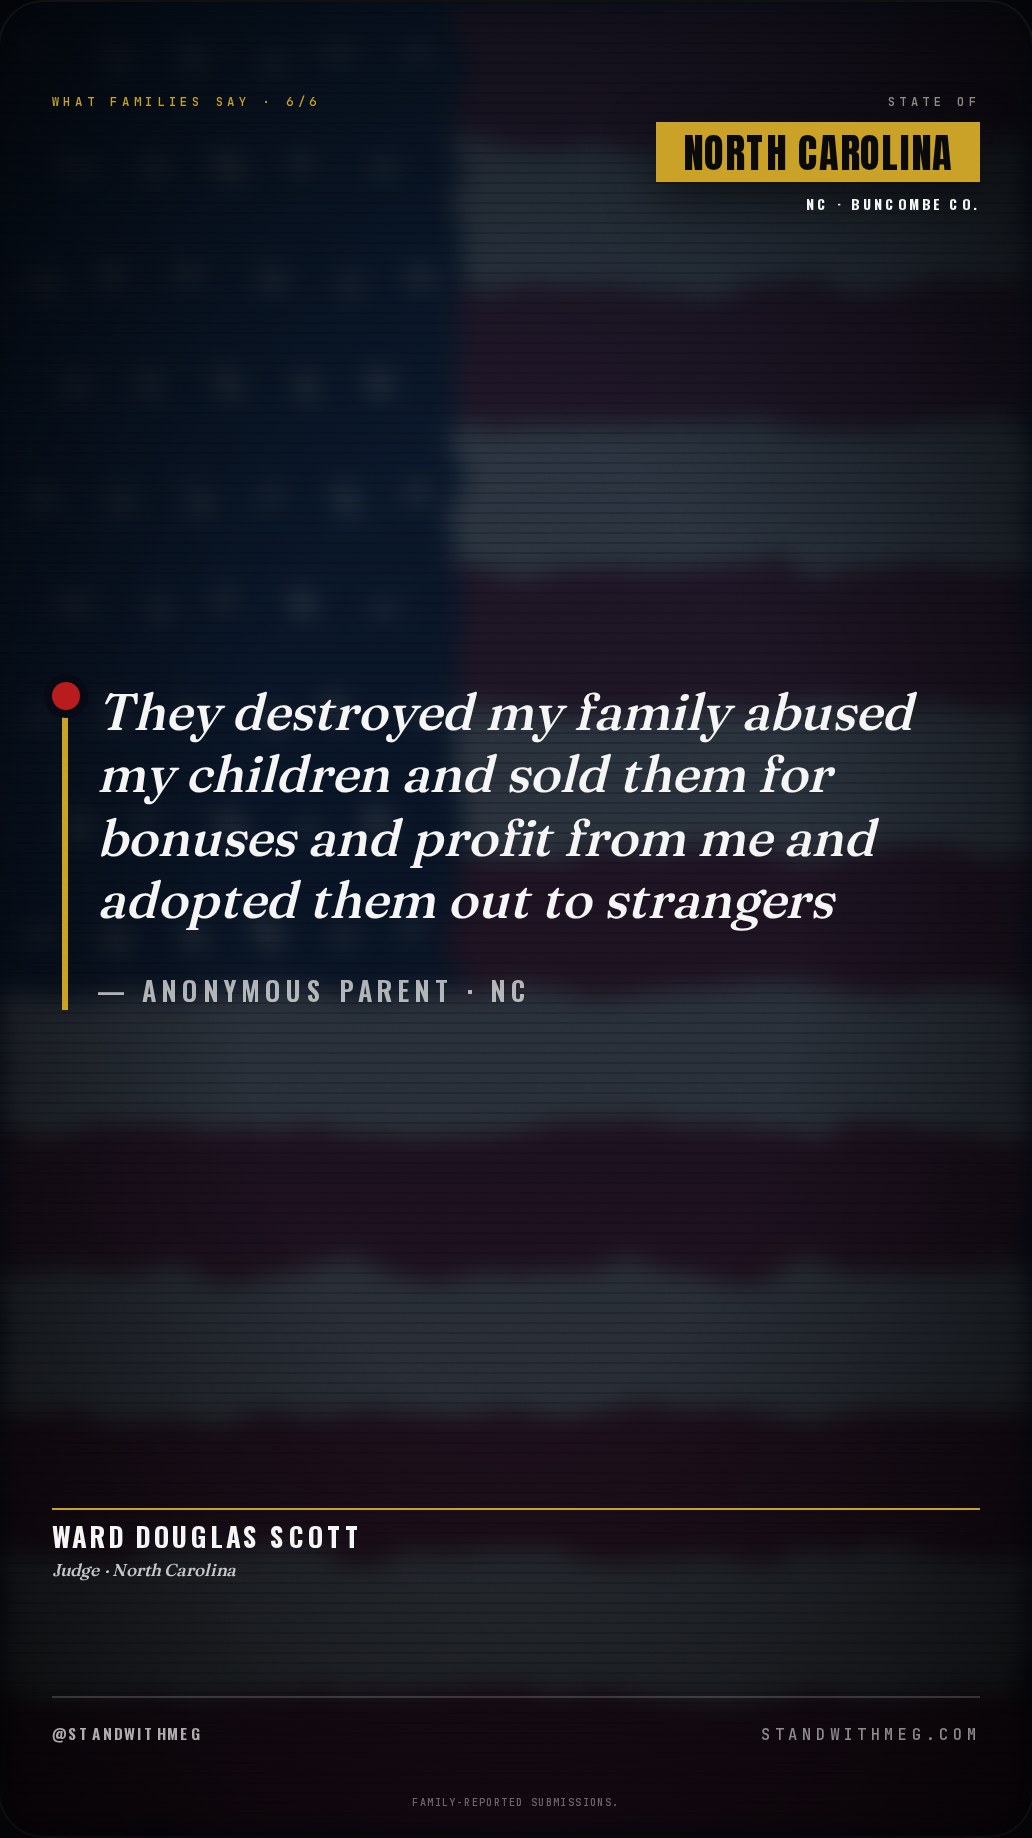 WHAT FAMILIES SAY · 6/6
STATE OF
NORTH CAROLINA
NC · BUNCOMBE CO.
They destroyed my family abused
my children and sold them for
bonuses and profit from me and
adopted them out to strangers
— ANONYMOUS PARENT · NC
WARD DOUGLAS SCOTT
Judge · North Carolina
@STANDWITHMEG
STANDWITHMEG.COM
FAMILY-REPORTED SUBMISSIONS.